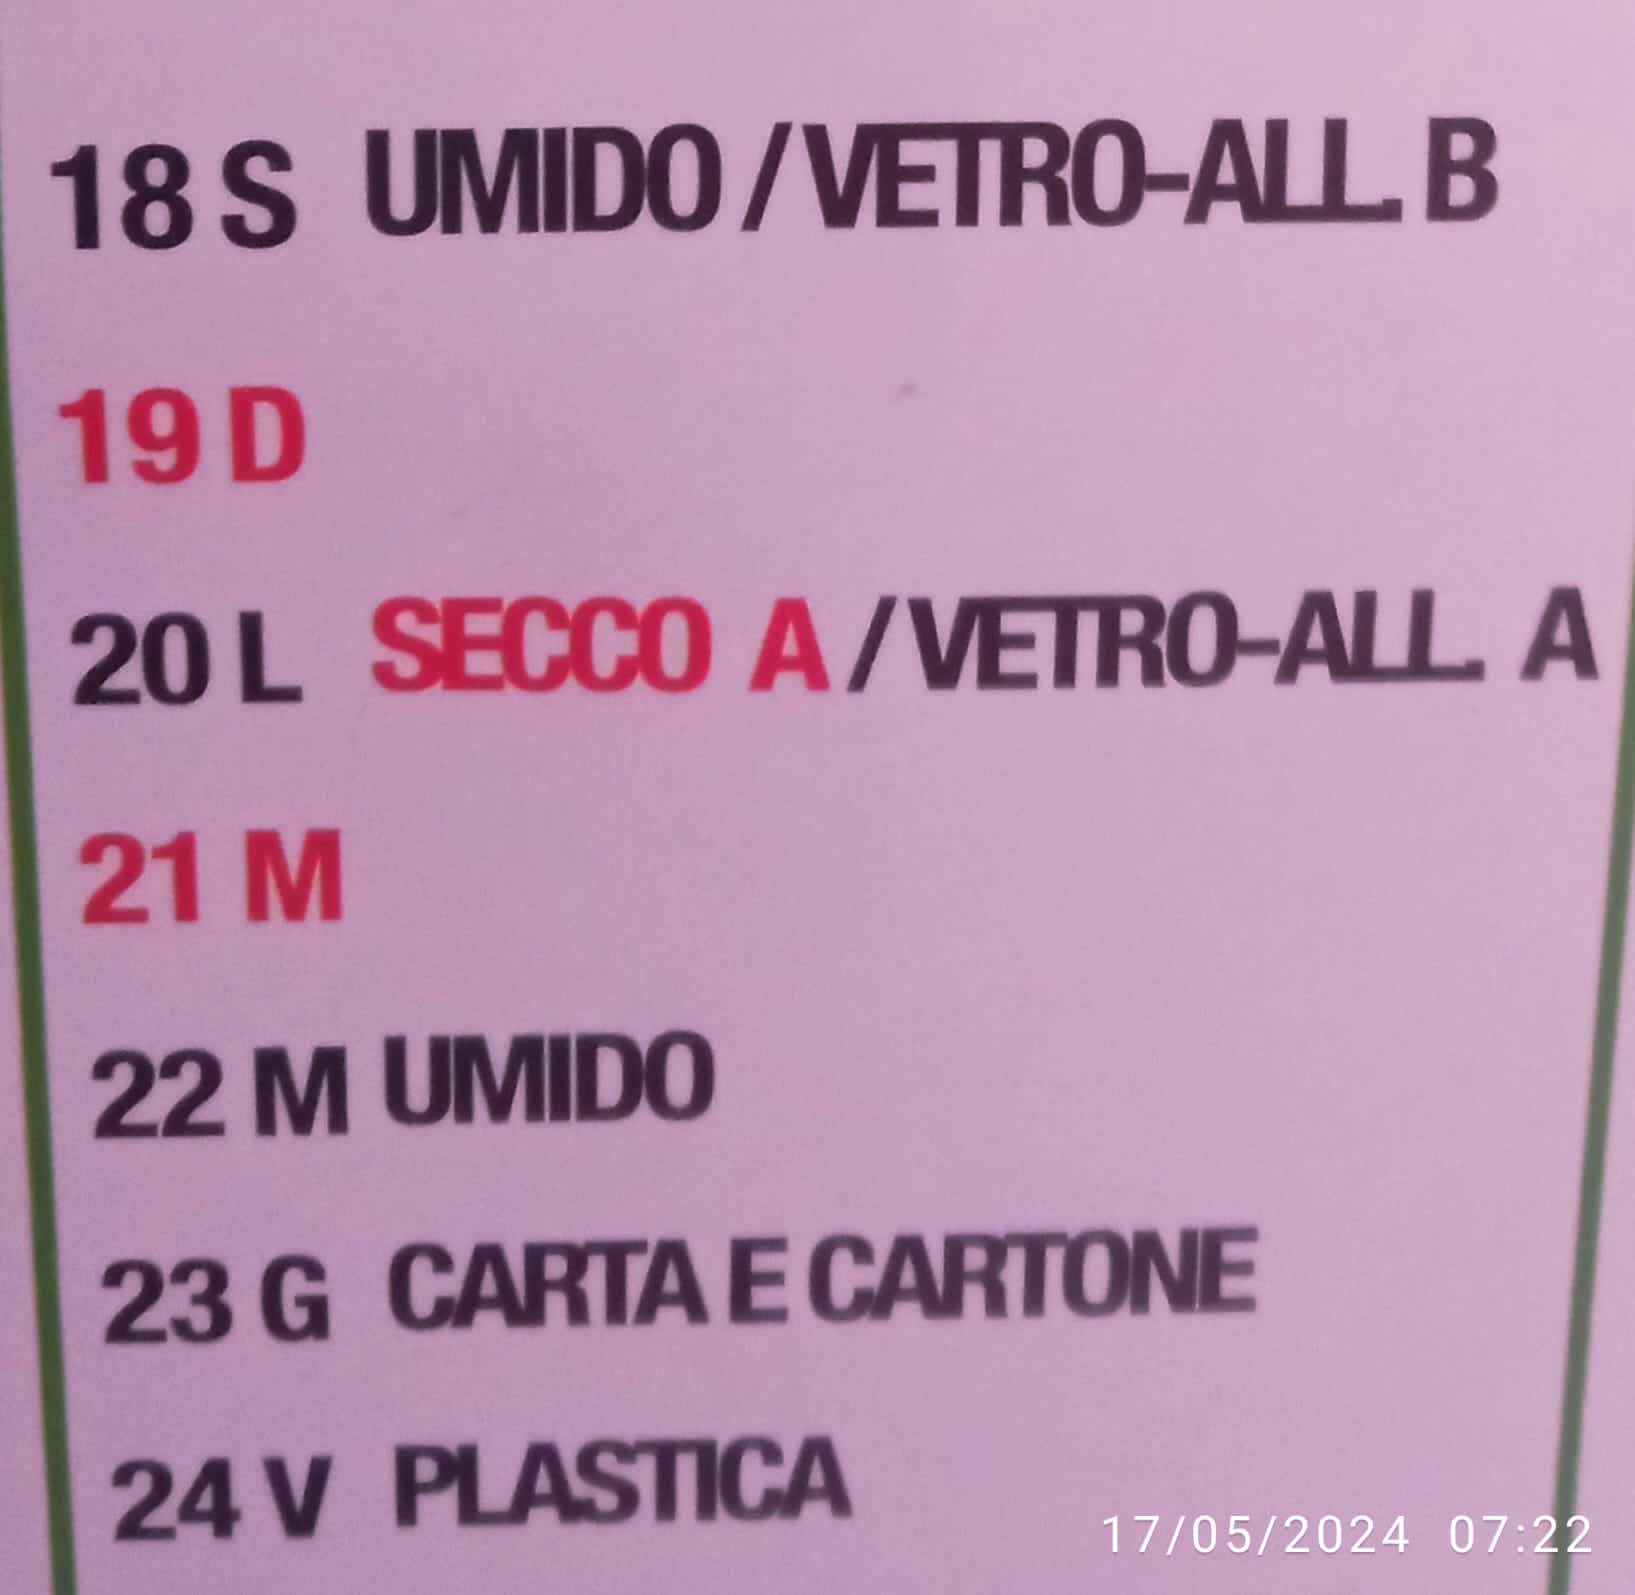 18 S UMIDO / VETRO-ALL. B
19 D
20 L SECCO A / VETRO-ALL. A
21 M
22 M UMIDO
23 G CARTA E CARTONE
24 V PLASTICA
17/05/2024 07:22